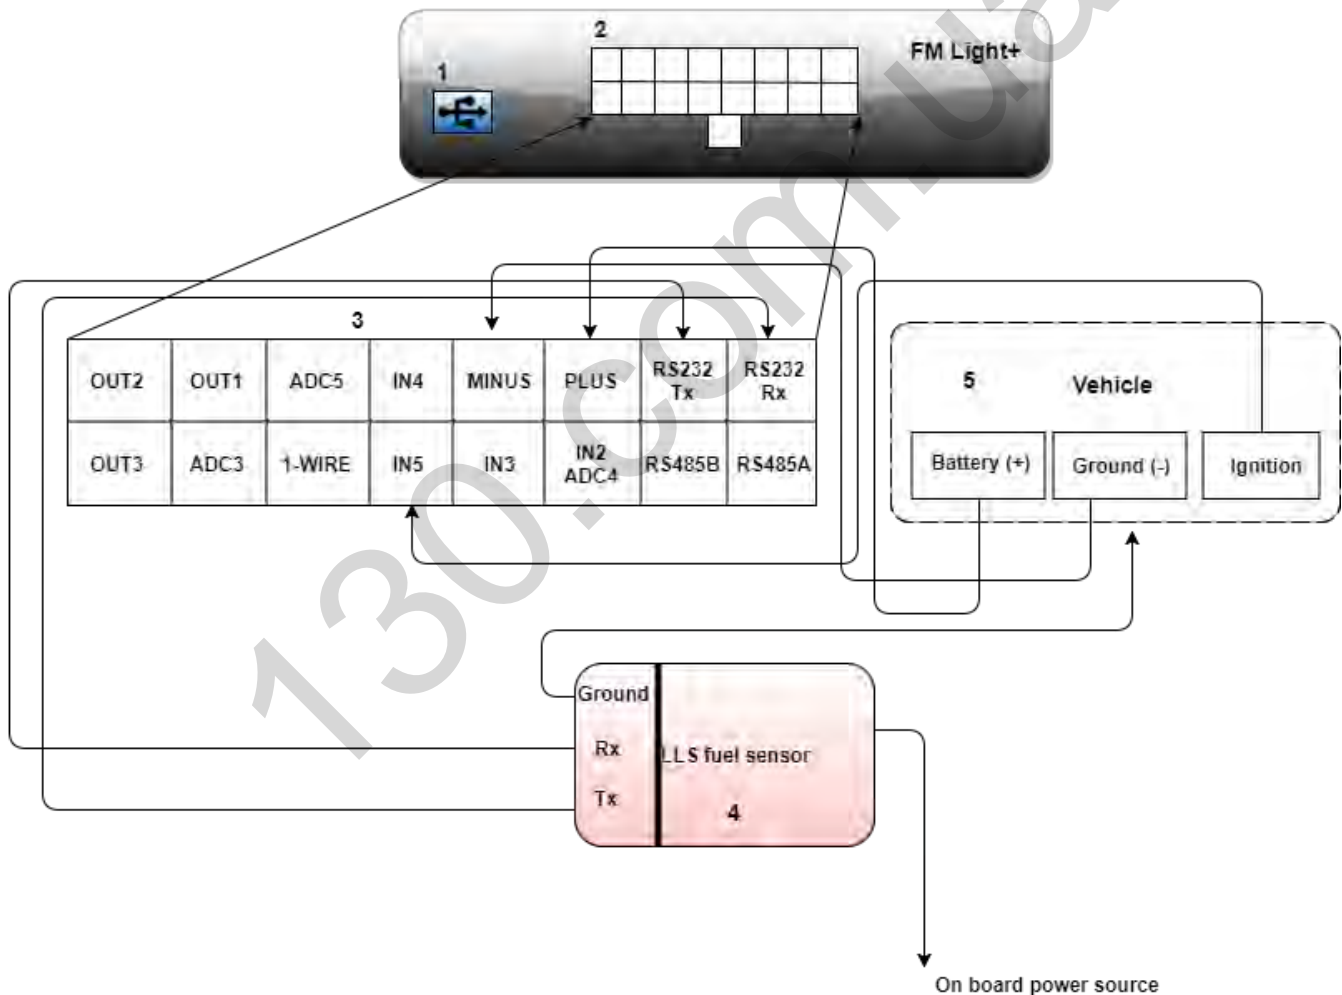 2
FM Light+
1
3
OUT2 OUT1 ADC5 IN4 MINUS PLUS RS232 Tx RS232 Rx
OUT3 ADC3 1-WIRE IN5 IN3 IN2 ADC4 RS485B RS485A
5 Vehicle
Battery (+) Ground (-) Ignition
Ground
Rx
LLS fuel sensor
Tx
4
On board power source
130.com.ua